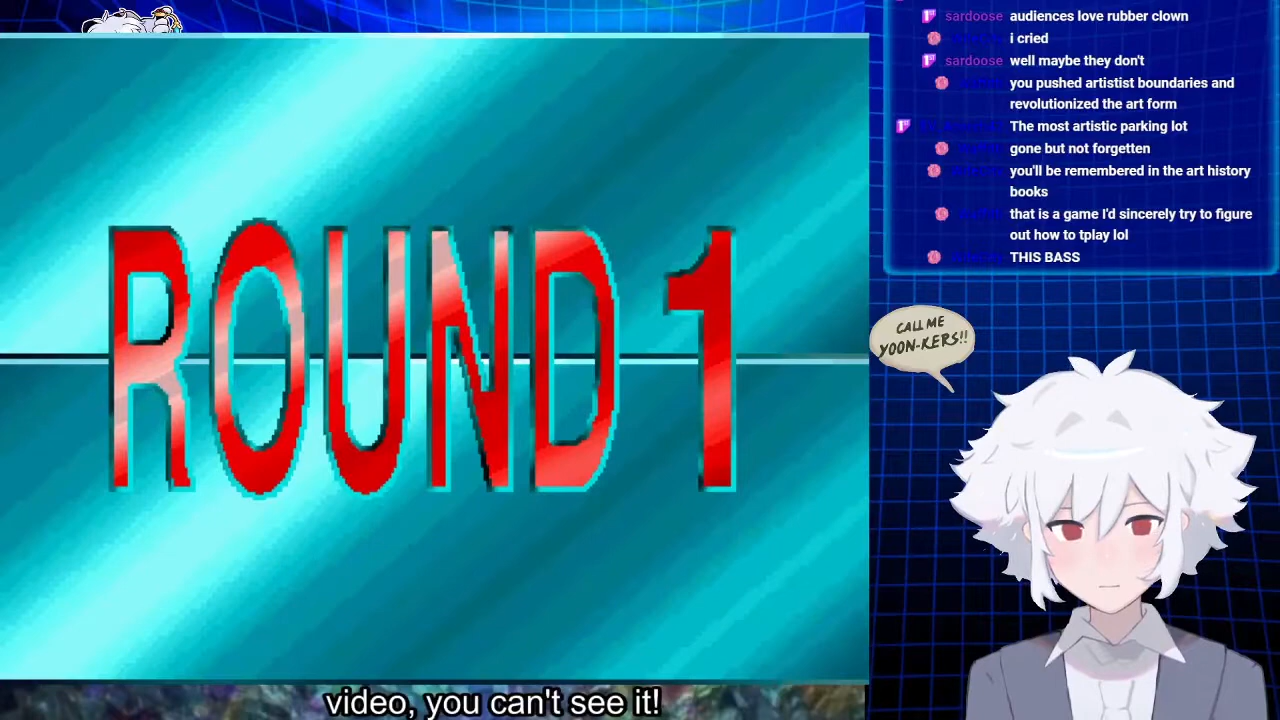 sardoose audiences love rubber clown
i cried
sardoose well maybe they don't
you pushed artistist boundaries and
revolutionized the art form
The most artistic parking lot
gone but not forgotten
you'll be remembered in the art history
books
that is a game I'd sincerely try to figure
out how to tplay lol
THIS BASS
CALL ME
YOON-KERS!!
ROUND 1
video, you can't see it!